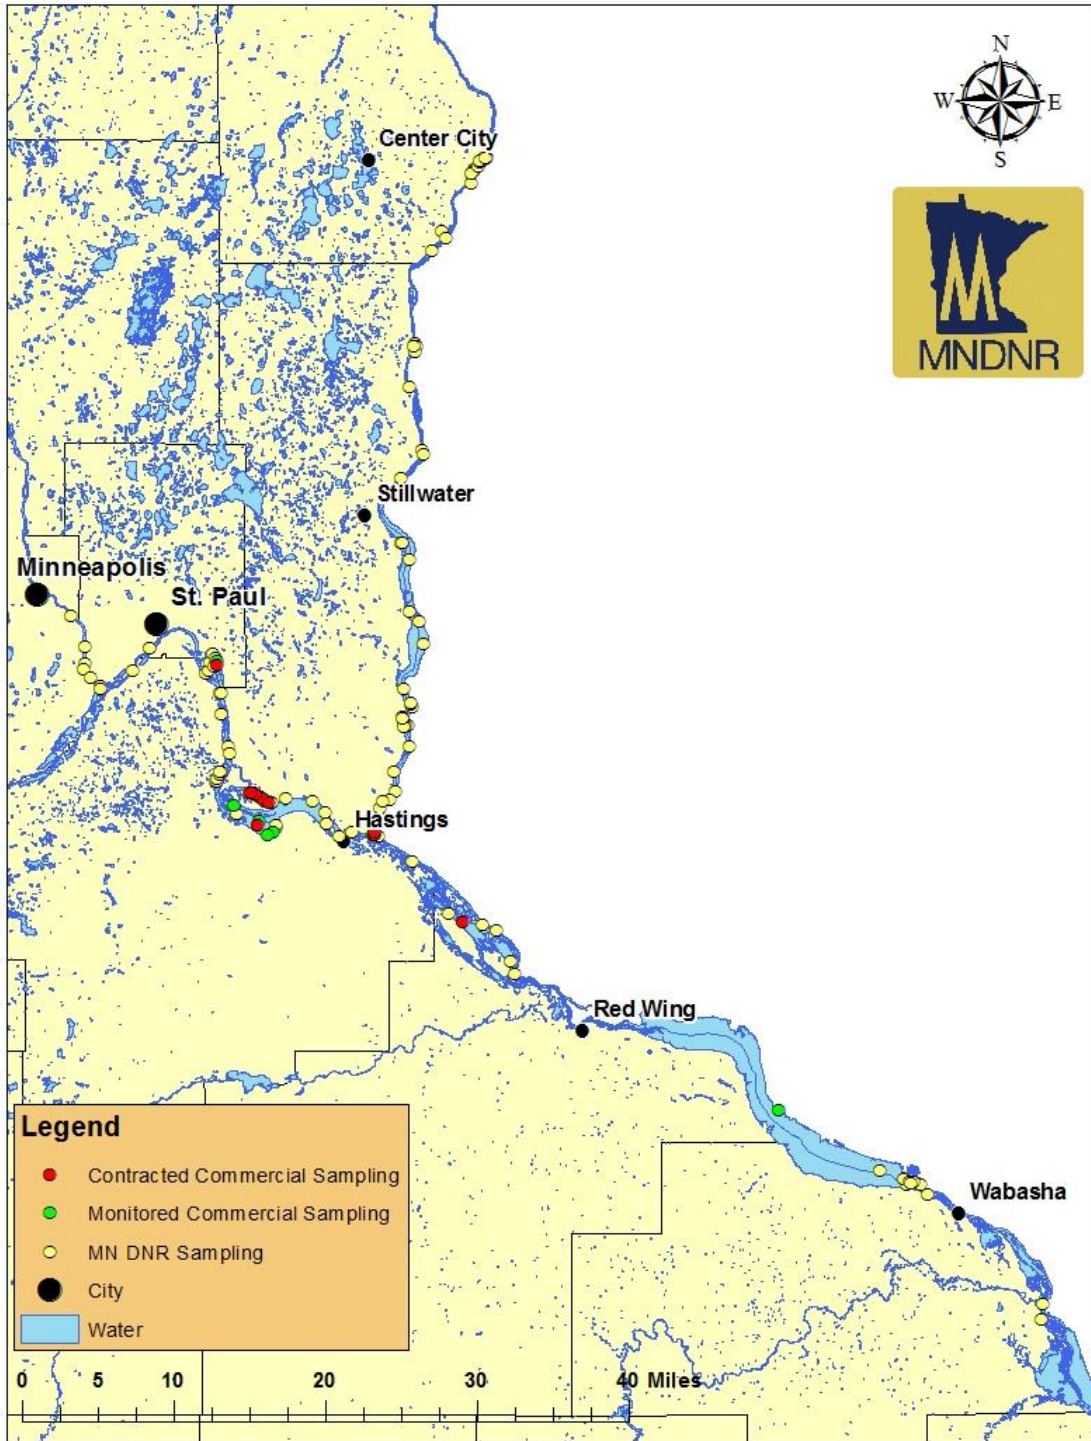 N
W E
S
Center City
MNDNR
Stillwater
Minneapolis
St. Paul
Hastings
Red Wing
Wabasha
Legend
Contracted Commercial Sampling
Monitored Commercial Sampling
MN DNR Sampling
City
Water
0 5 10 20 30 40 Miles